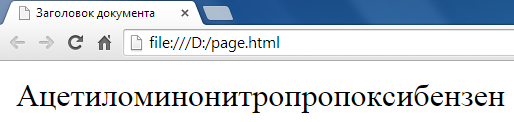 Заголовок документа
file:///D:/page.html
Ацетиломинонитропропоксибензен